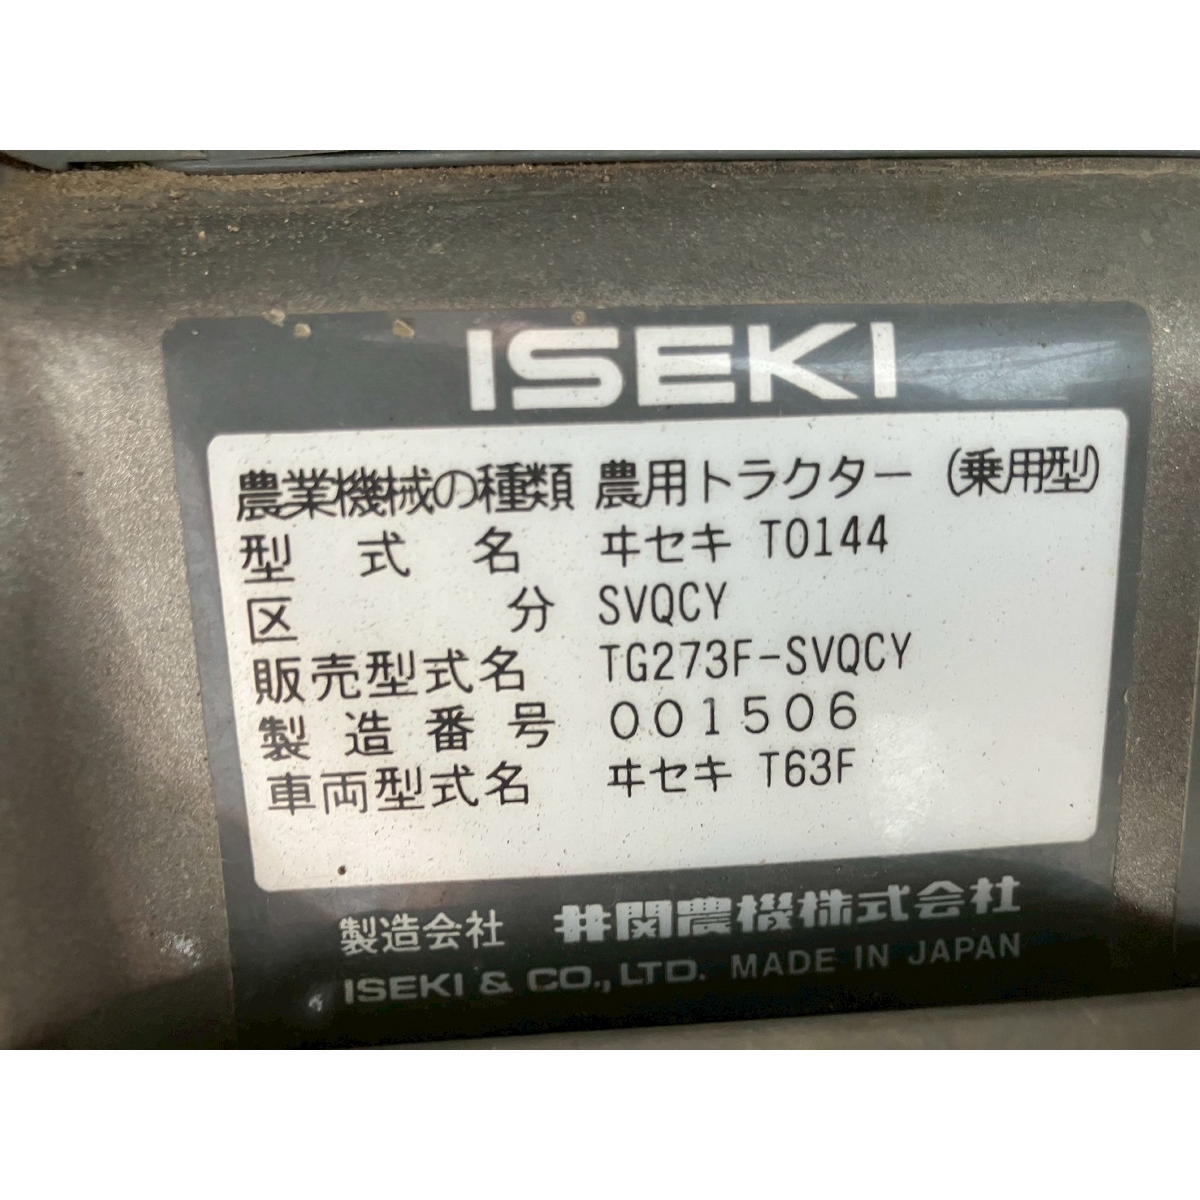 ISEKI
農業機械の種類 農用トラクター (乗用型)
型式名 ヰセキ T0144
区分 SVQCY
販売型式名 TG273F-SVQCY
製造番号 001506
車両型式名 ヰセキ T63F
製造会社 井関農機株式会社
ISEKI & CO., LTD. MADE IN JAPAN